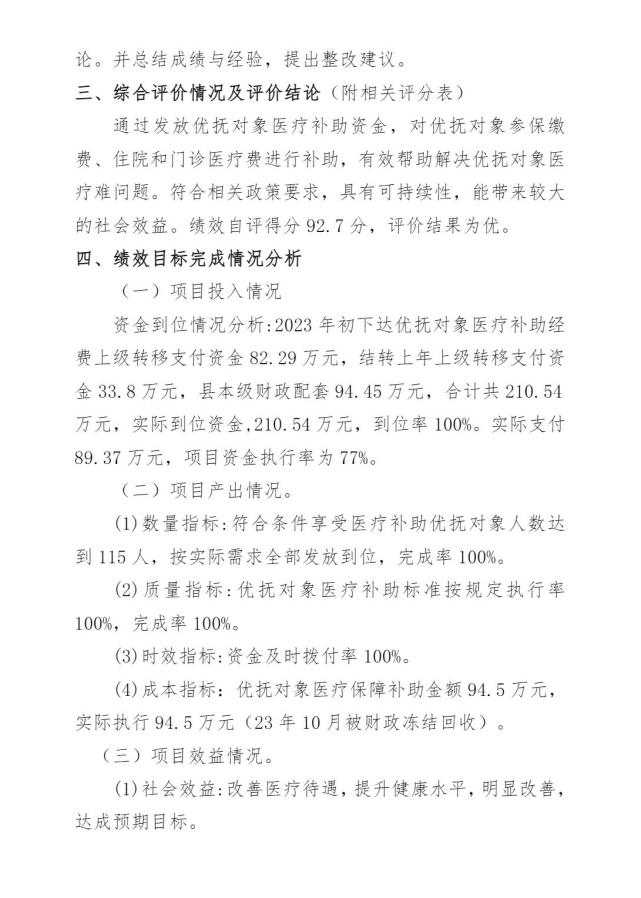 论。并总结成绩与经验，提出整改建议。
三、综合评价情况及评价结论（附相关评分表）
通过发放优抚对象医疗补助资金，对优抚对象参保缴
费、住院和门诊医疗费进行补助，有效帮助解决优抚对象医
疗难问题。符合相关政策要求，具有可持续性，能带来较大
的社会效益。绩效自评得分 92.7 分，评价结果为优。
四、绩效目标完成情况分析
（一）项目投入情况
资金到位情况分析:2023 年初下达优抚对象医疗补助经
费上级转移支付资金 82.29 万元，结转上年上级转移支付资
金 33.8 万元，县本级财政配套 94.45 万元，合计共 210.54
万元，实际到位资金,210.54 万元，到位率 100%。实际支付
89.37 万元，项目资金执行率为 77%。
（二）项目产出情况。
(1)数量指标:符合条件享受医疗补助优抚对象人数达
到 115 人，按实际需求全部发放到位，完成率 100%。
(2)质量指标:优抚对象医疗补助标准按规定执行率
100%，完成率 100%。
(3)时效指标:资金及时拨付率 100%。
(4)成本指标：优抚对象医疗保障补助金额 94.5 万元，
实际执行 94.5 万元（23 年 10 月被财政冻结回收）。
（三）项目效益情况。
(1)社会效益:改善医疗待遇，提升健康水平，明显改善，
达成预期目标。